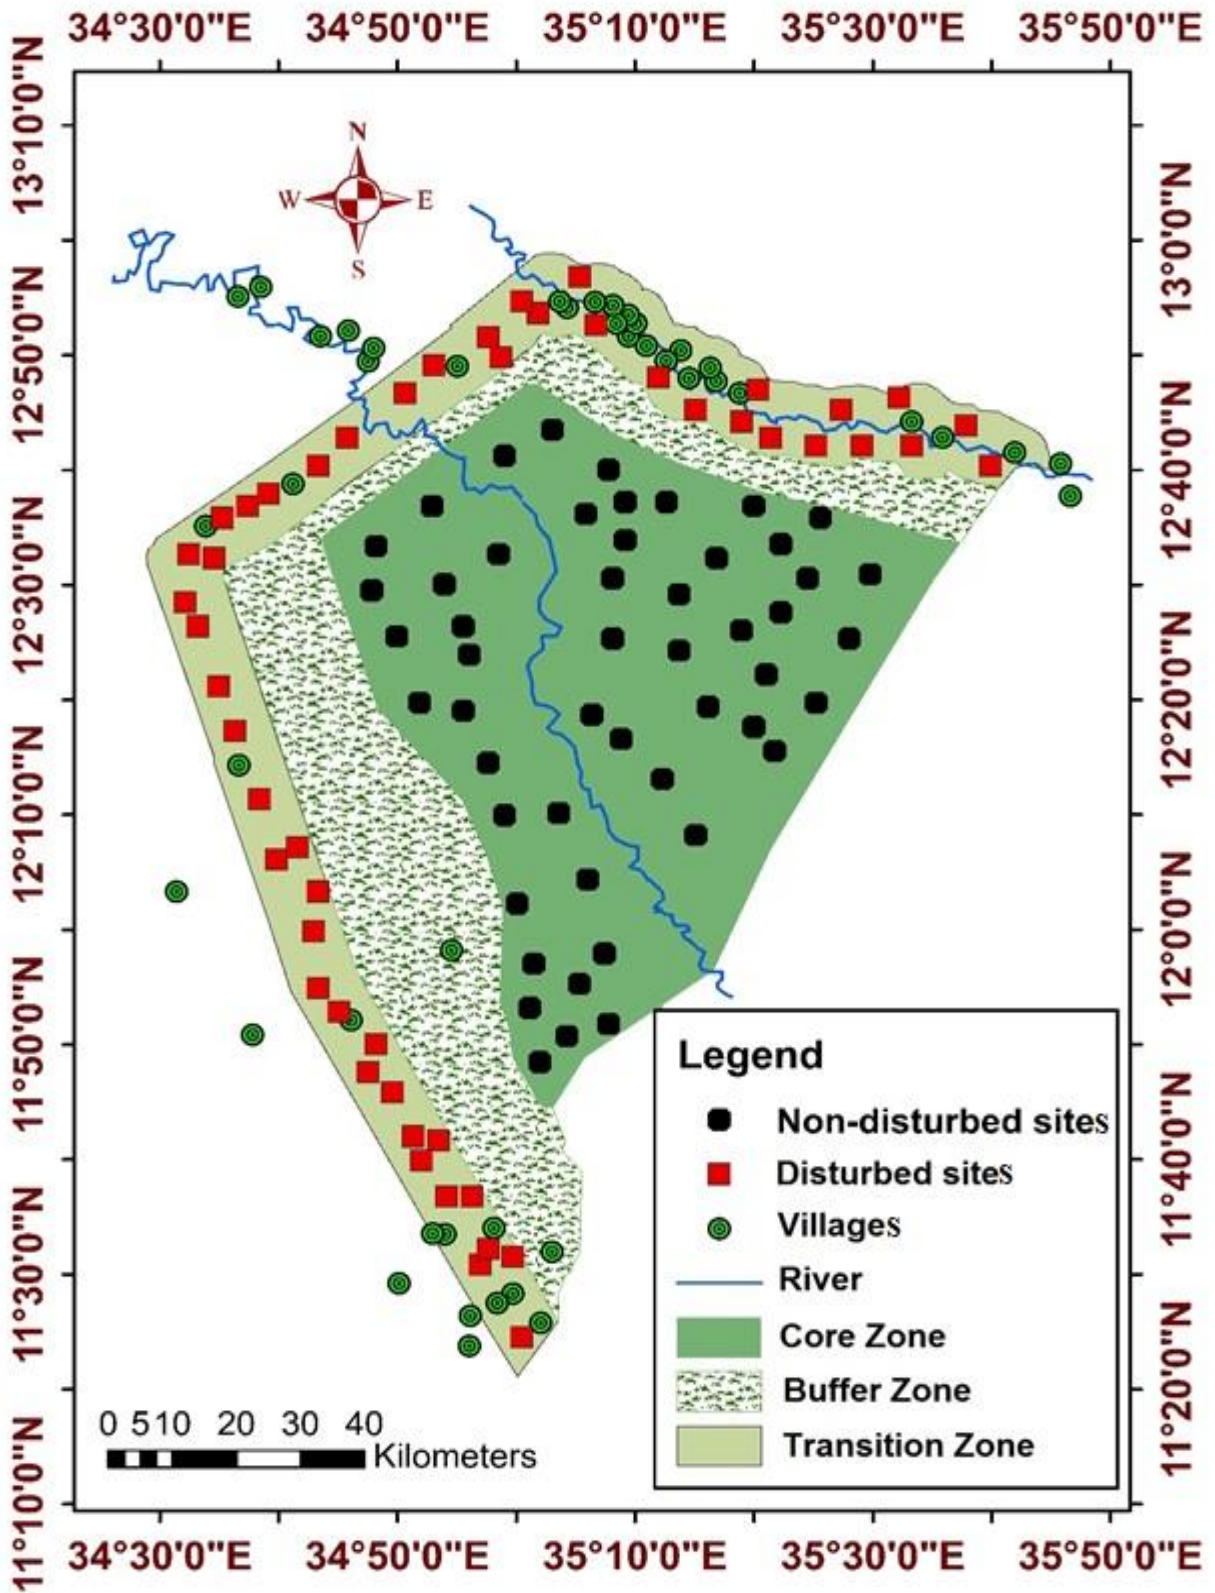 34°30'0"E 34°50'0"E 35°10'0"E 35°30'0"E 35°50'0"E
13°10'0"N
12°50'0"N
12°30'0"N
12°10'0"N
11°50'0"N
11°30'0"N
11°10'0"N
N
W E
S
13°0'0"N
12°40'0"N
12°20'0"N
12°0'0"N
11°40'0"N
11°20'0"N
Legend
Non-disturbed sites
Disturbed sites
Villages
River
Core Zone
Buffer Zone
Transition Zone
0 5 10 20 30 40
Kilometers
34°30'0"E 34°50'0"E 35°10'0"E 35°30'0"E 35°50'0"E